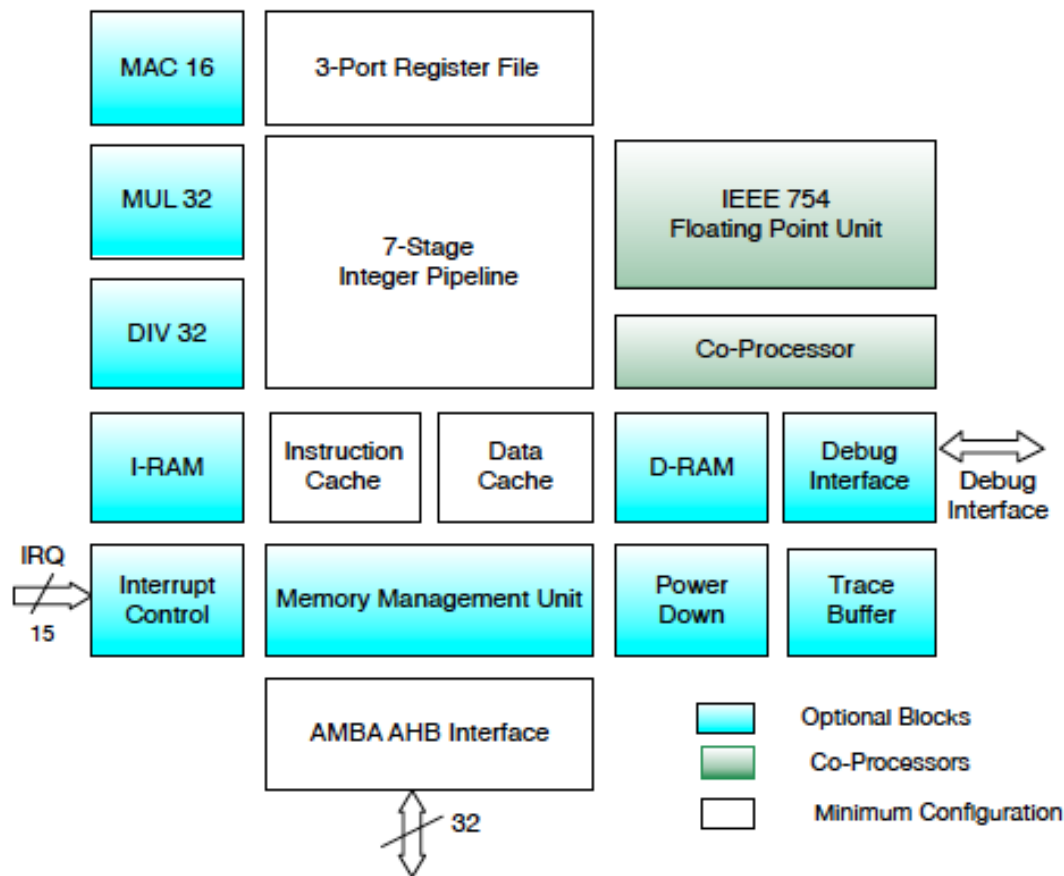 MAC 16
3-Port Register File
MUL 32
7-Stage
Integer Pipeline
IEEE 754
Floating Point Unit
DIV 32
Co-Processor
I-RAM
Instruction
Cache
Data
Cache
D-RAM
Debug
Interface
Debug
Interface
IRQ
15
Interrupt
Control
Memory Management Unit
Power
Down
Trace
Buffer
AMBA AHB Interface
32
Optional Blocks
Co-Processors
Minimum Configuration